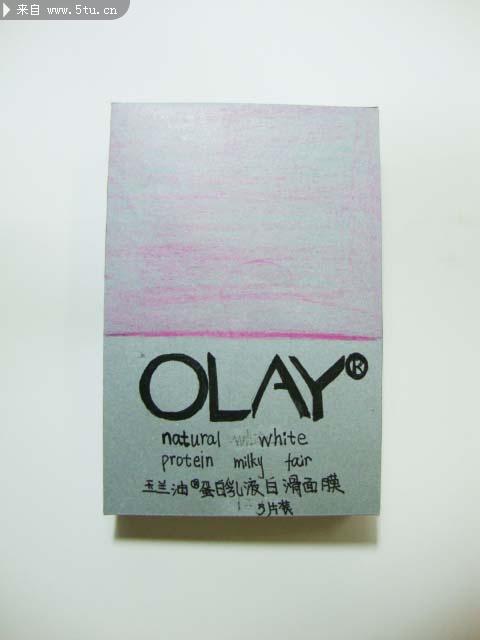 来自 www.5tu.cn
OLAY®
natural white
protein milky fair
玉兰油®蛋白乳液白滑面膜
5片装